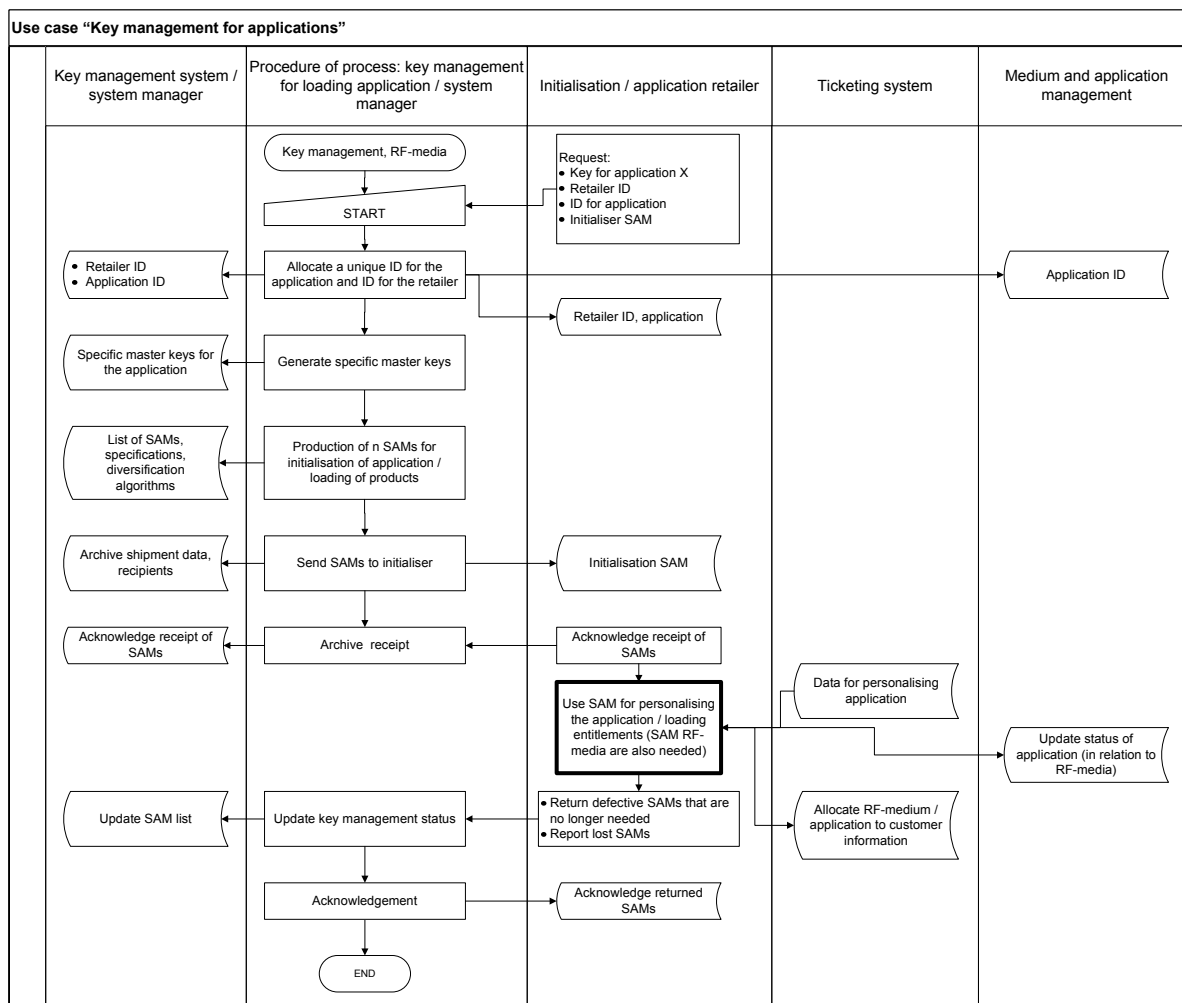 Use case “Key management for applications”
Key management system /
system manager
Procedure of process: key management
for loading application / system
manager
Initialisation / application retailer
Ticketing system
Medium and application
management
Key management, RF-media
Request:
• Key for application X
• Retailer ID
• ID for application
• Initialiser SAM
START
• Retailer ID
• Application ID
Allocate a unique ID for the
application and ID for the retailer
Application ID
Retailer ID, application
Specific master keys for
the application
Generate specific master keys
List of SAMs,
specifications,
diversification
algorithms
Production of n SAMs for
initialisation of application /
loading of products
Archive shipment data,
recipients
Send SAMs to initialiser
Initialisation SAM
Acknowledge receipt of
SAMs
Archive receipt
Acknowledge receipt of
SAMs
Use SAM for personalising
the application / loading
entitlements (SAM RF-
media are also needed)
Data for personalising
application
Update status of
application (in relation to
RF-media)
Update SAM list
Update key management status
• Return defective SAMs that are
no longer needed
• Report lost SAMs
Allocate RF-medium /
application to customer
information
Acknowledgement
Acknowledge returned
SAMs
END